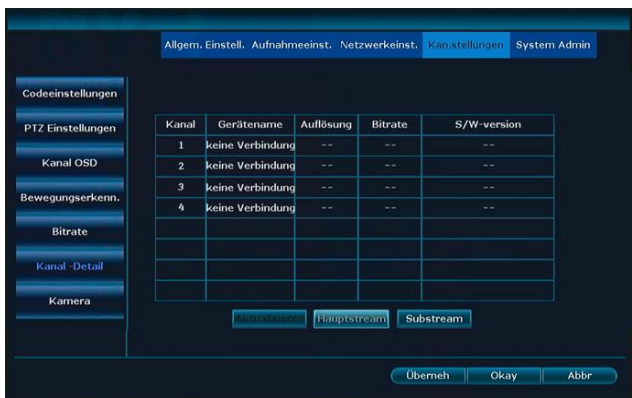 Allgem. Einstell. Aufnahmeeinst. Netzwerkeinst. Kan.stellungen System Admin
Codeeinstellungen
PTZ Einstellungen
Kanal OSD
Bewegungserkenn.
Bitrate
Kanal -Detail
Kamera
Kanal Gerätename Auflösung Bitrate S/W-version
1 keine Verbindung -- -- --
2 keine Verbindung -- -- --
3 keine Verbindung -- -- --
4 keine Verbindung -- -- --
Hauptstream Substream
Überneh Okay Abbr